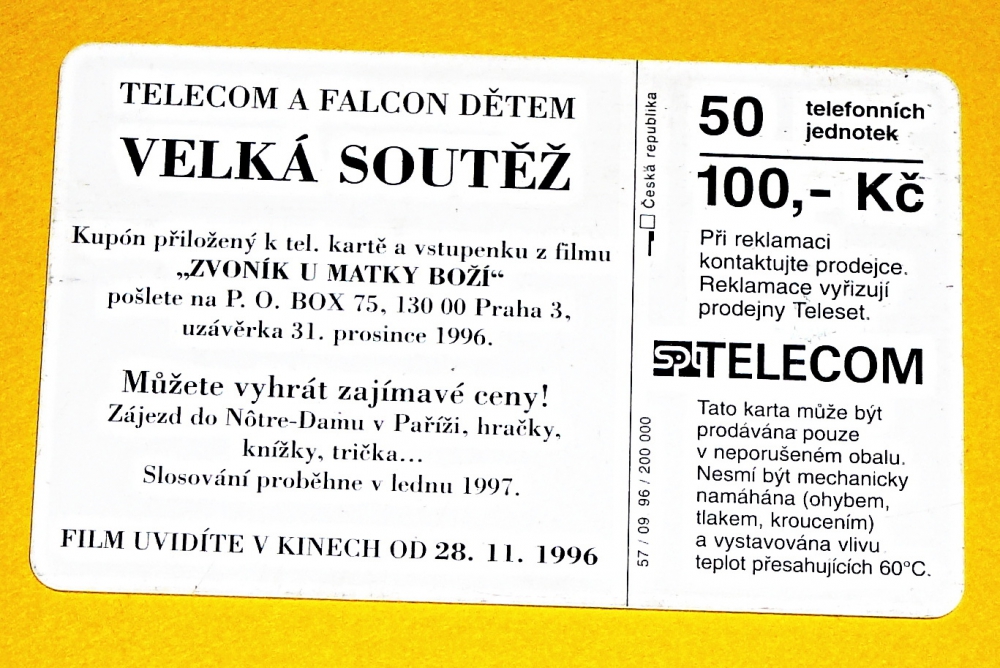 TELECOM A FALCON DĚTEM
VELKÁ SOUTĚŽ
Kupón přiložený k tel. kartě a vstupenku z filmu
„ZVONÍK U MATKY BOŽÍ“
pošlete na P. O. BOX 75, 130 00 Praha 3,
uzávěrka 31. prosince 1996.
Můžete vyhrát zajímavé ceny!
Zájezd do Nôtre-Damu v Paříži, hračky,
knížky, trička...
Slosování proběhne v lednu 1997.
FILM UVIDÍTE V KINECH OD 28. 11. 1996
Česká republika
57 / 09 96 / 200 000
50 telefonních
jednotek
100,- Kč
Při reklamaci
kontaktujte prodejce.
Reklamace vyřizují
prodejny Teleset.
spt TELECOM
Tato karta může být
prodávána pouze
v neporušeném obalu.
Nesmí být mechanicky
namáhána (ohybem,
tlakem, kroucením)
a vystavována vlivu
teplot přesahujících 60°C.